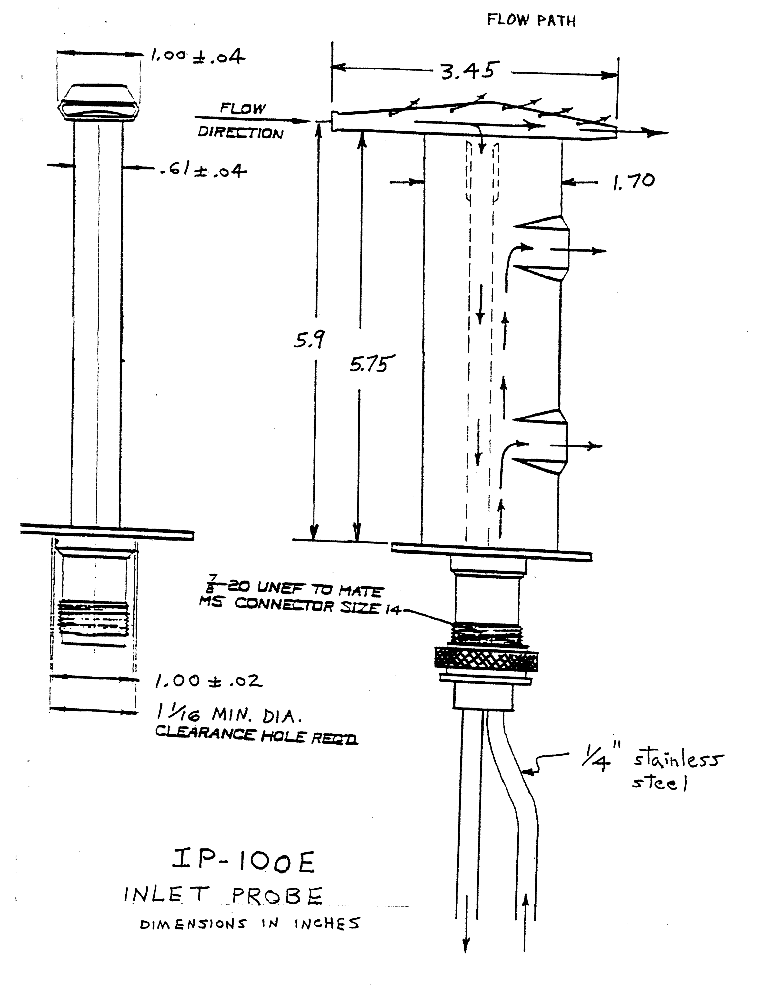 FLOW PATH
1.00 ± .04
3.45
FLOW
DIRECTION
.61 ± .04
1.70
5.9
5.75
7/8-20 UNEF TO MATE
MS CONNECTOR SIZE 14
1.00 ± .02
1 1/16 MIN. DIA.
CLEARANCE HOLE REQ'D
1/4" stainless
steel
IP-100E
INLET PROBE
DIMENSIONS IN INCHES